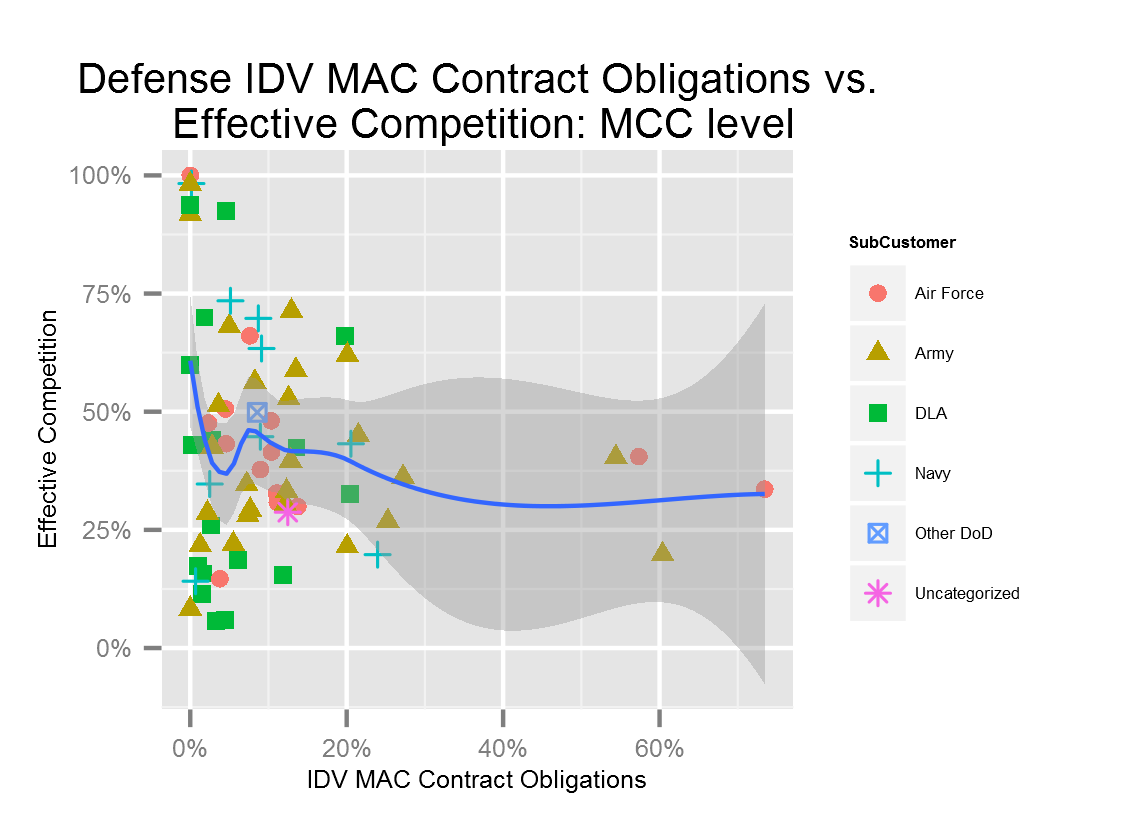 Defense IDV MAC Contract Obligations vs.
Effective Competition: MCC level
100%
75%
50%
25%
0%
Effective Competition
0%
20%
40%
60%
IDV MAC Contract Obligations
SubCustomer
Air Force
Army
DLA
Navy
Other DoD
Uncategorized